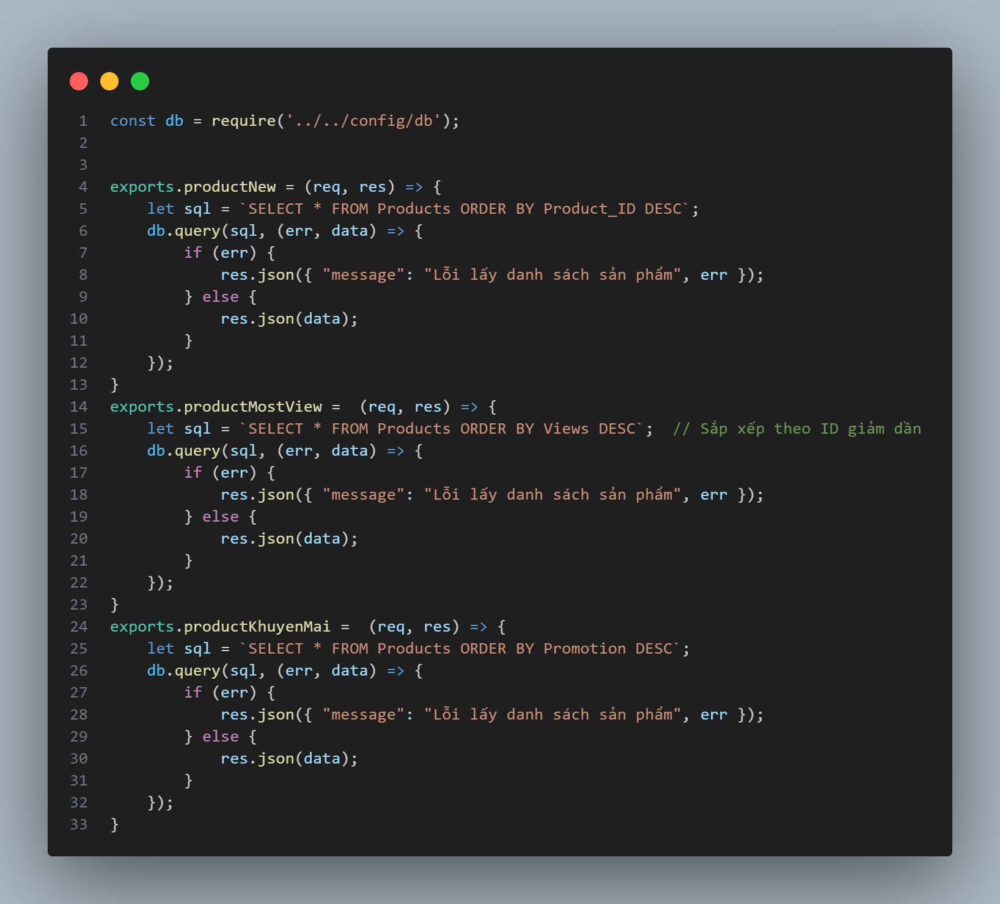 1 const db = require('../../config/db');
2
3
4 exports.productNew = (req, res) => {
5     let sql = `SELECT * FROM Products ORDER BY Product_ID DESC`;
6     db.query(sql, (err, data) => {
7         if (err) {
8             res.json({ "message": "Lỗi lấy danh sách sản phẩm", err });
9         } else {
10             res.json(data);
11         }
12     });
13 }
14 exports.productMostView =  (req, res) => {
15     let sql = `SELECT * FROM Products ORDER BY Views DESC`;  // Sắp xếp theo ID giảm dần
16     db.query(sql, (err, data) => {
17         if (err) {
18             res.json({ "message": "Lỗi lấy danh sách sản phẩm", err });
19         } else {
20             res.json(data);
21         }
22     });
23 }
24 exports.productKhuyenMai =  (req, res) => {
25     let sql = `SELECT * FROM Products ORDER BY Promotion DESC`;
26     db.query(sql, (err, data) => {
27         if (err) {
28             res.json({ "message": "Lỗi lấy danh sách sản phẩm", err });
29         } else {
30             res.json(data);
31         }
32     });
33 }